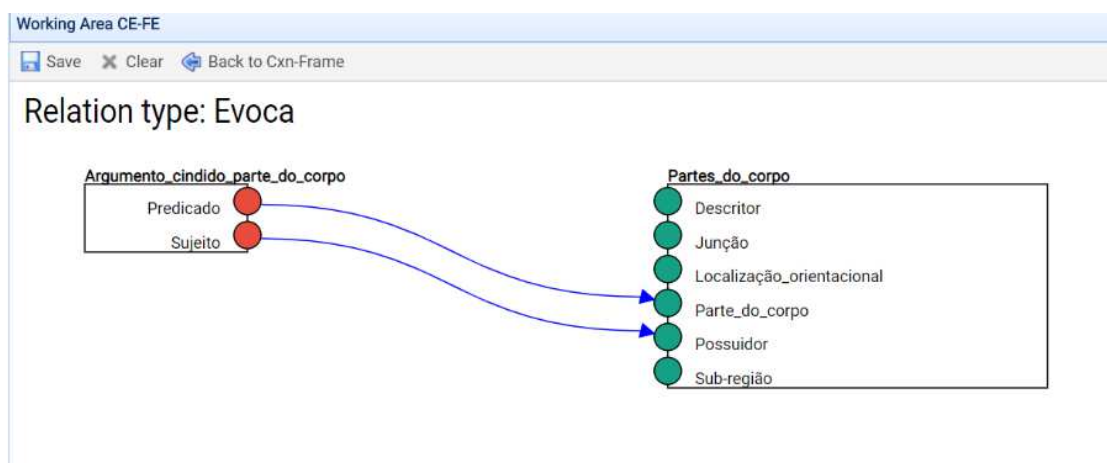 Working Area CE-FE
Save Clear Back to Cxn-Frame
Relation type: Evoca
Argumento_cindido_parte_do_corpo
Predicado
Sujeito
Partes_do_corpo
Descritor
Junção
Localização_orientacional
Parte_do_corpo
Possuidor
Sub-região